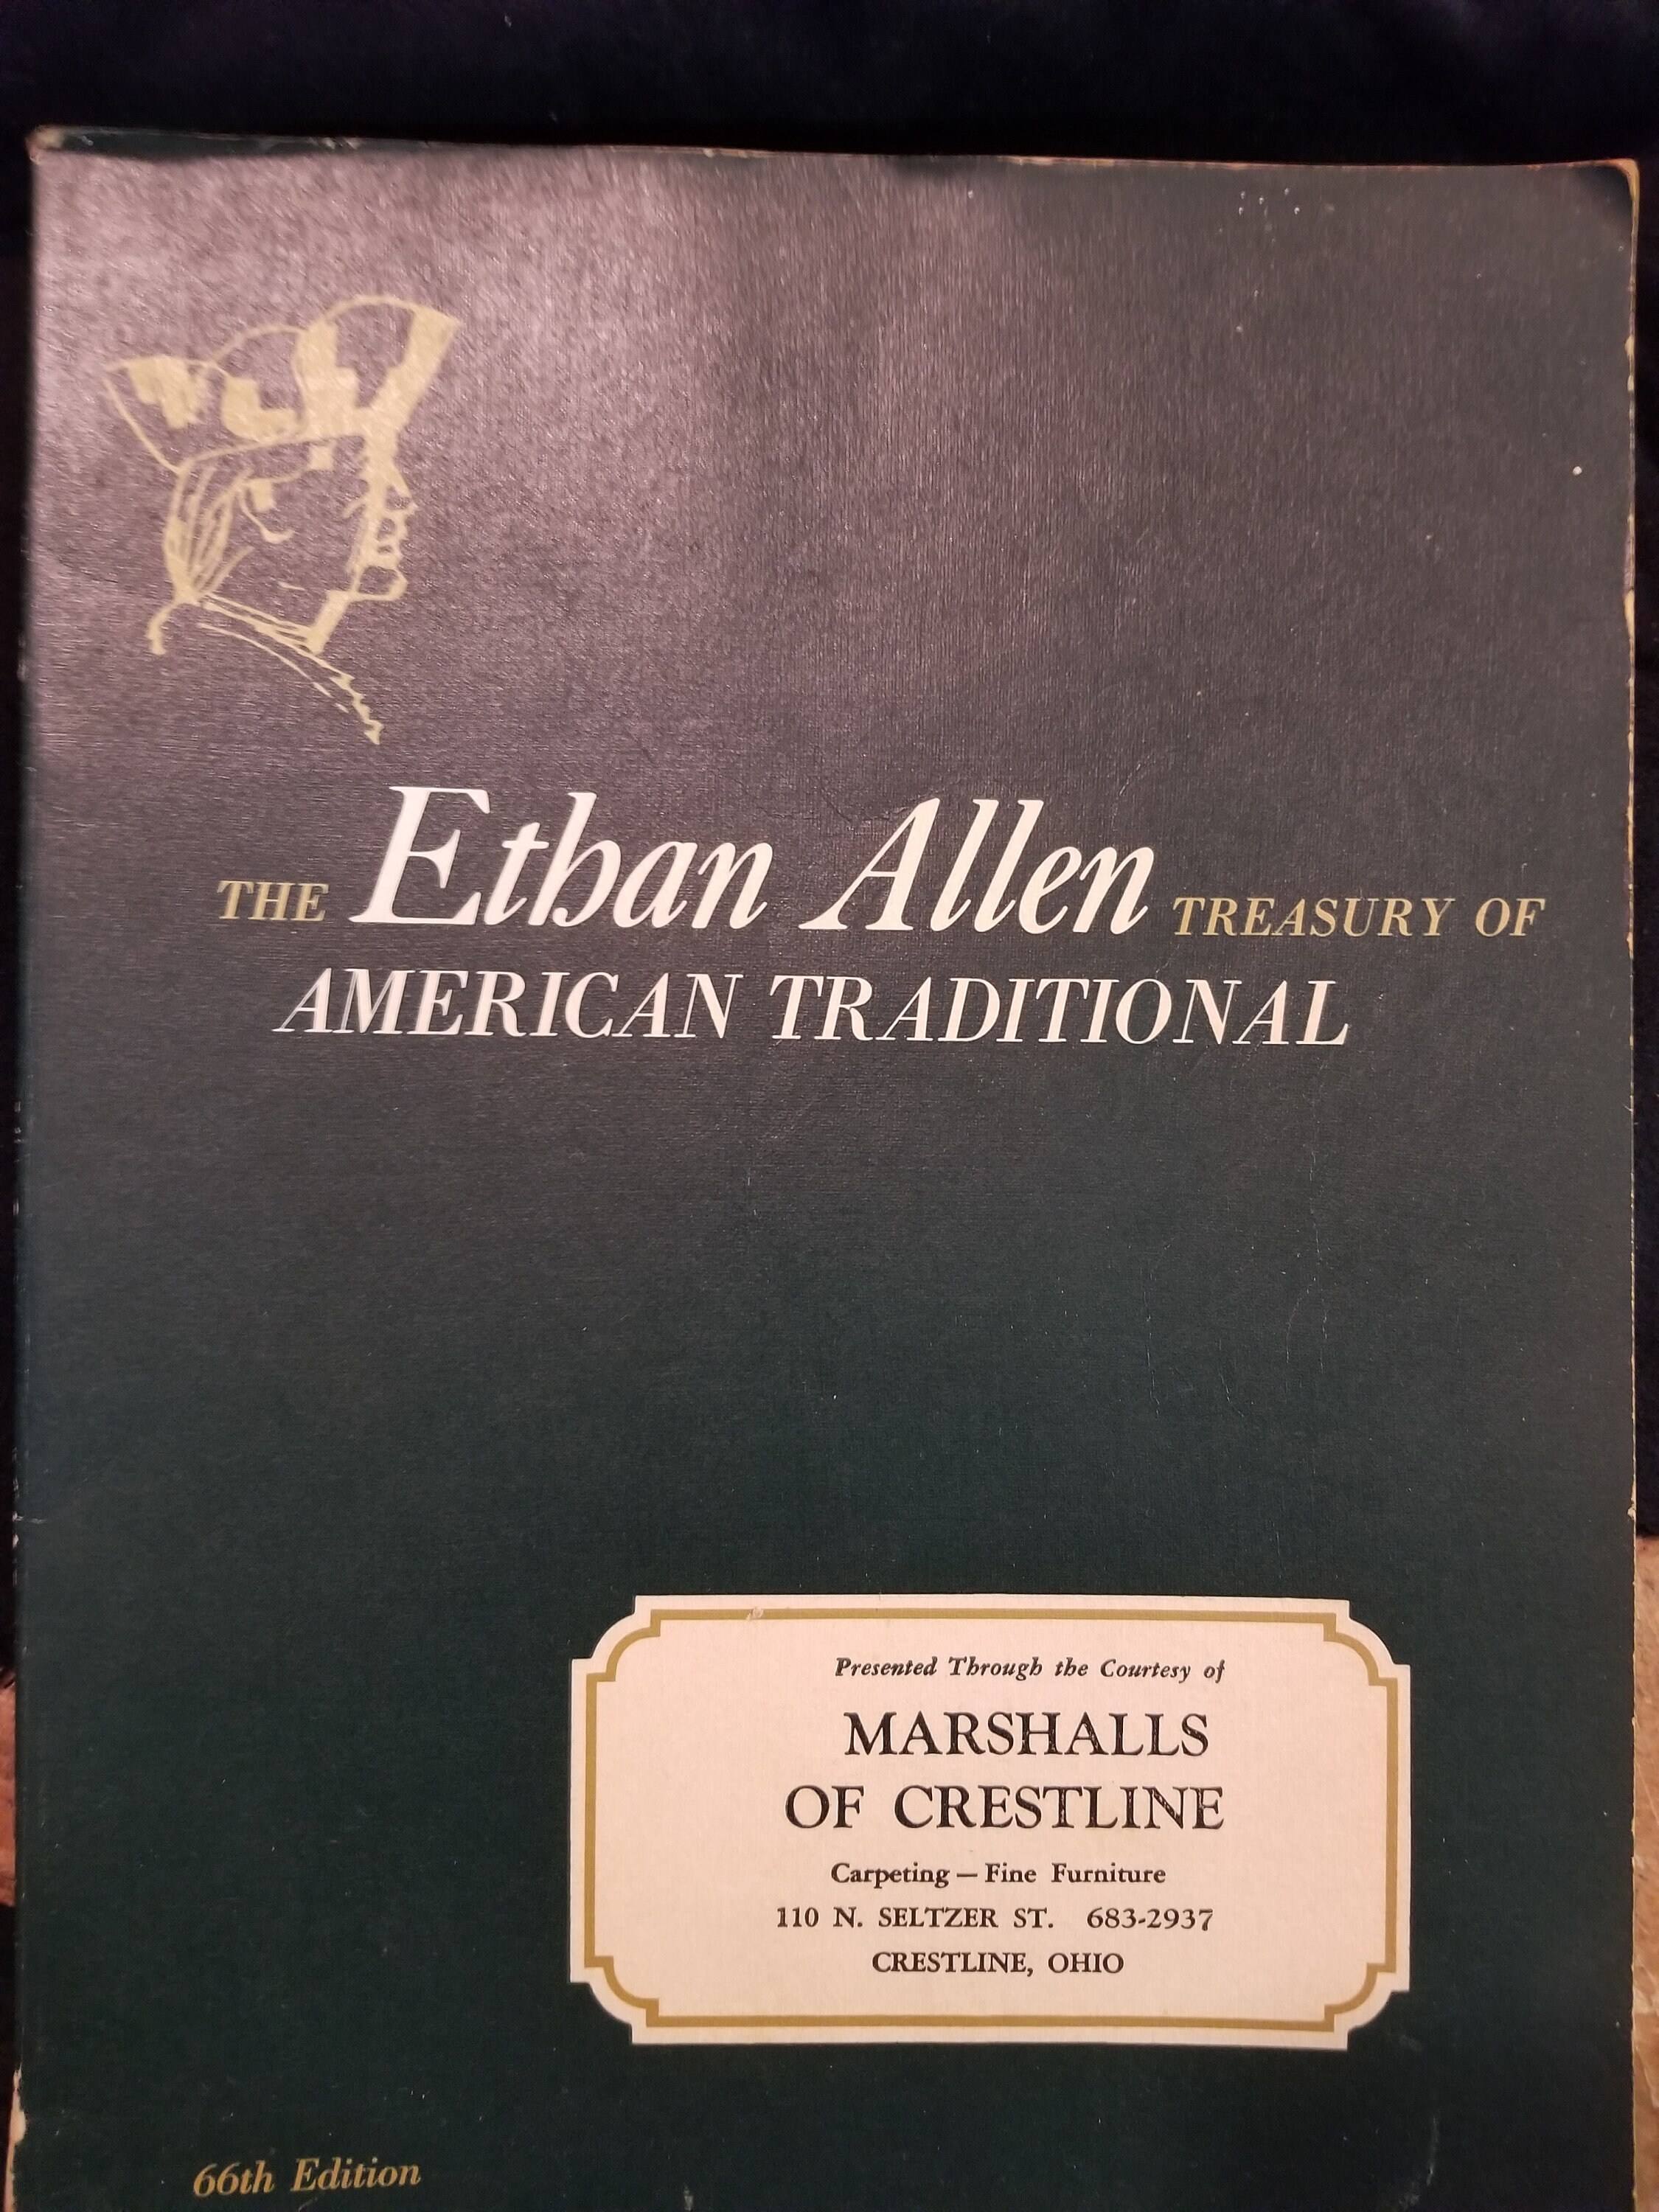 THE Ethan Allen TREASURY OF
AMERICAN TRADITIONAL
Presented Through the Courtesy of
MARSHALLS
OF CRESTLINE
Carpeting — Fine Furniture
110 N. SELTZER ST. 683-2937
CRESTLINE, OHIO
66th Edition